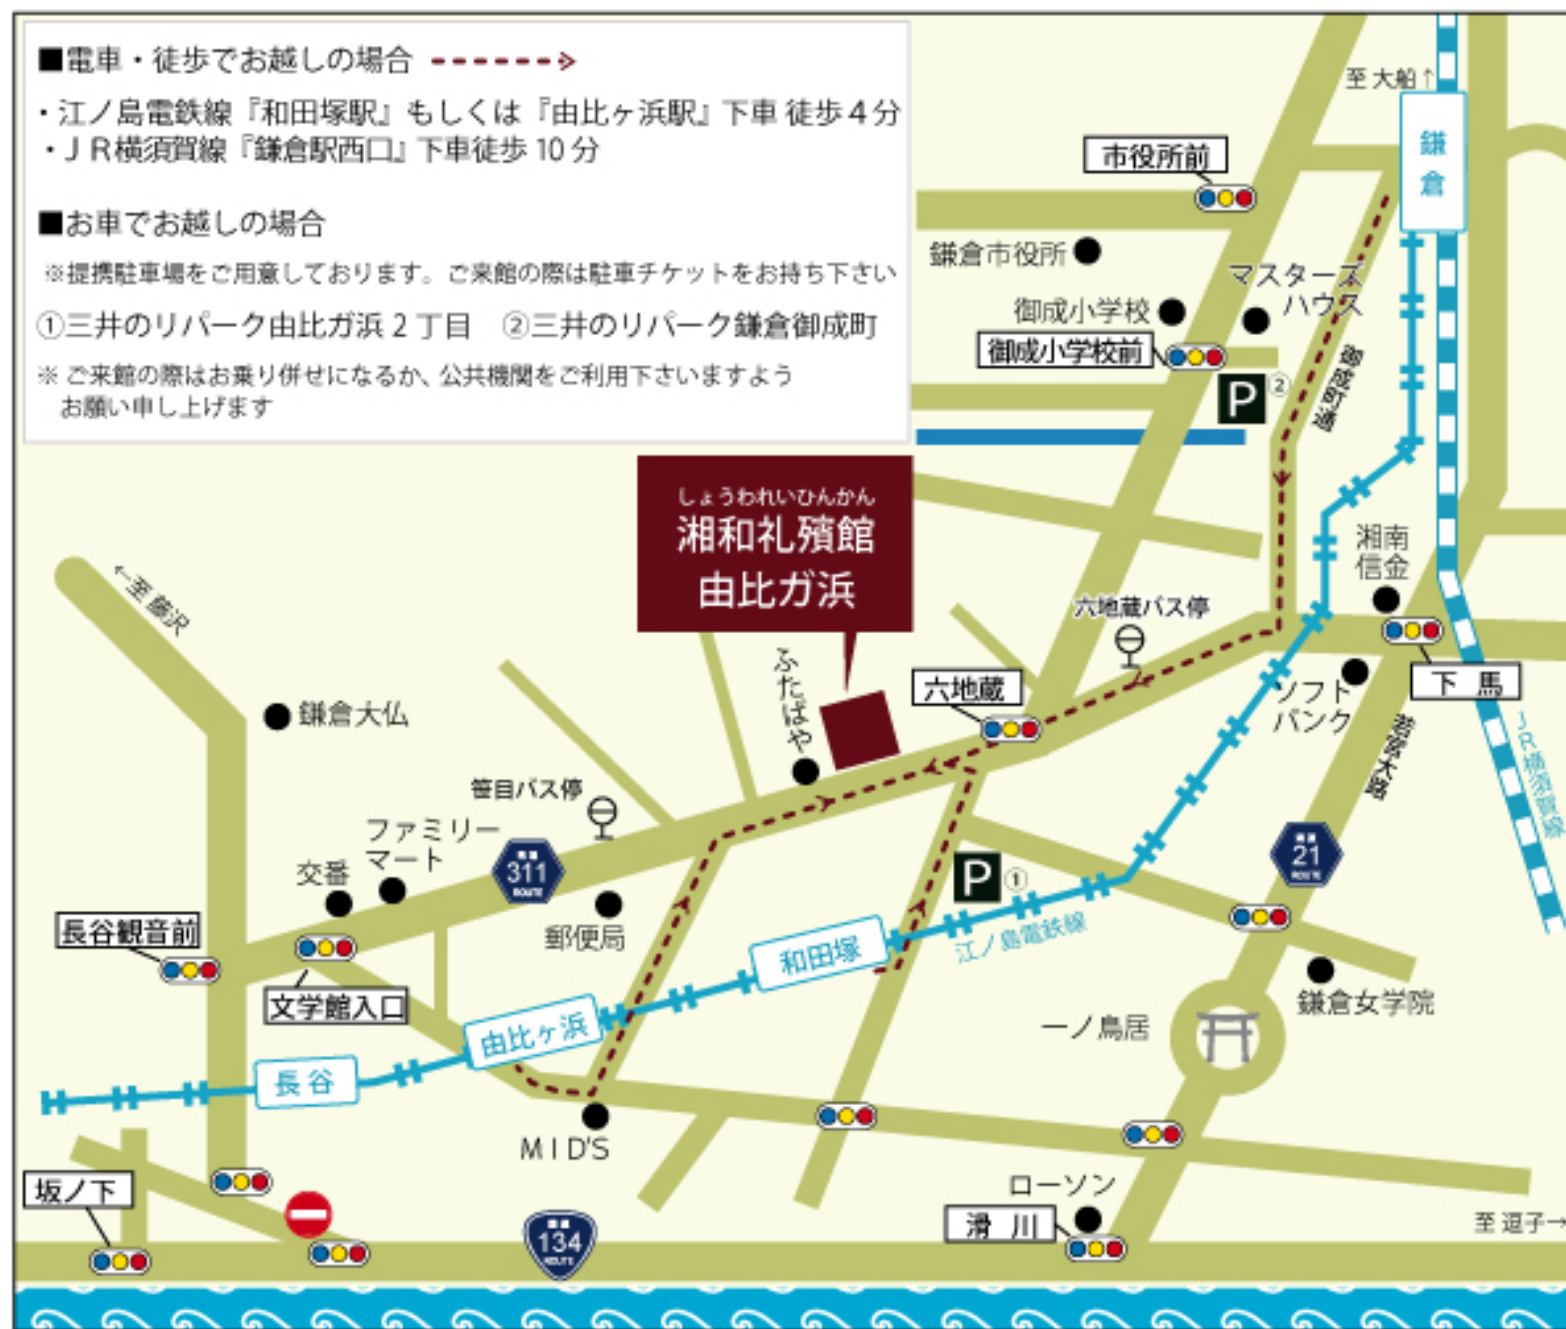 ■電車・徒歩でお越しの場合
・江ノ島電鉄線『和田塚駅』もしくは『由比ヶ浜駅』下車 徒歩4分
・JR横須賀線『鎌倉駅西口』下車徒歩10分
■お車でお越しの場合
※提携駐車場をご用意しております。ご来館の際は駐車チケットをお持ち下さい
①三井のリパーク由比ガ浜2丁目 ②三井のリパーク鎌倉御成町
※ご来館の際はお乗り併せになるか、公共機関をご利用下さいますよう
お願い申し上げます
至 大船↑
鎌倉
市役所前
鎌倉市役所
マスターズ
ハウス
御成小学校
御成小学校前
P ②
御成町通
しょうわれいひんかん
湘和礼殯館
由比ガ浜
湘南
信金
←至 藤沢
六地蔵バス停
ふたはや
六地蔵
下馬
ソフト
バンク
鎌倉大仏
若宮大路
JR横須賀線
笹目バス停
ファミリー
マート
交番
311
ROUTE
21
ROUTE
P ①
長谷観音前
郵便局
和田塚
江ノ島電鉄線
文学館入口
鎌倉女学院
由比ヶ浜
一ノ鳥居
長谷
MID'S
坂ノ下
ローソン
滑川
134
ROUTE
至 逗子→